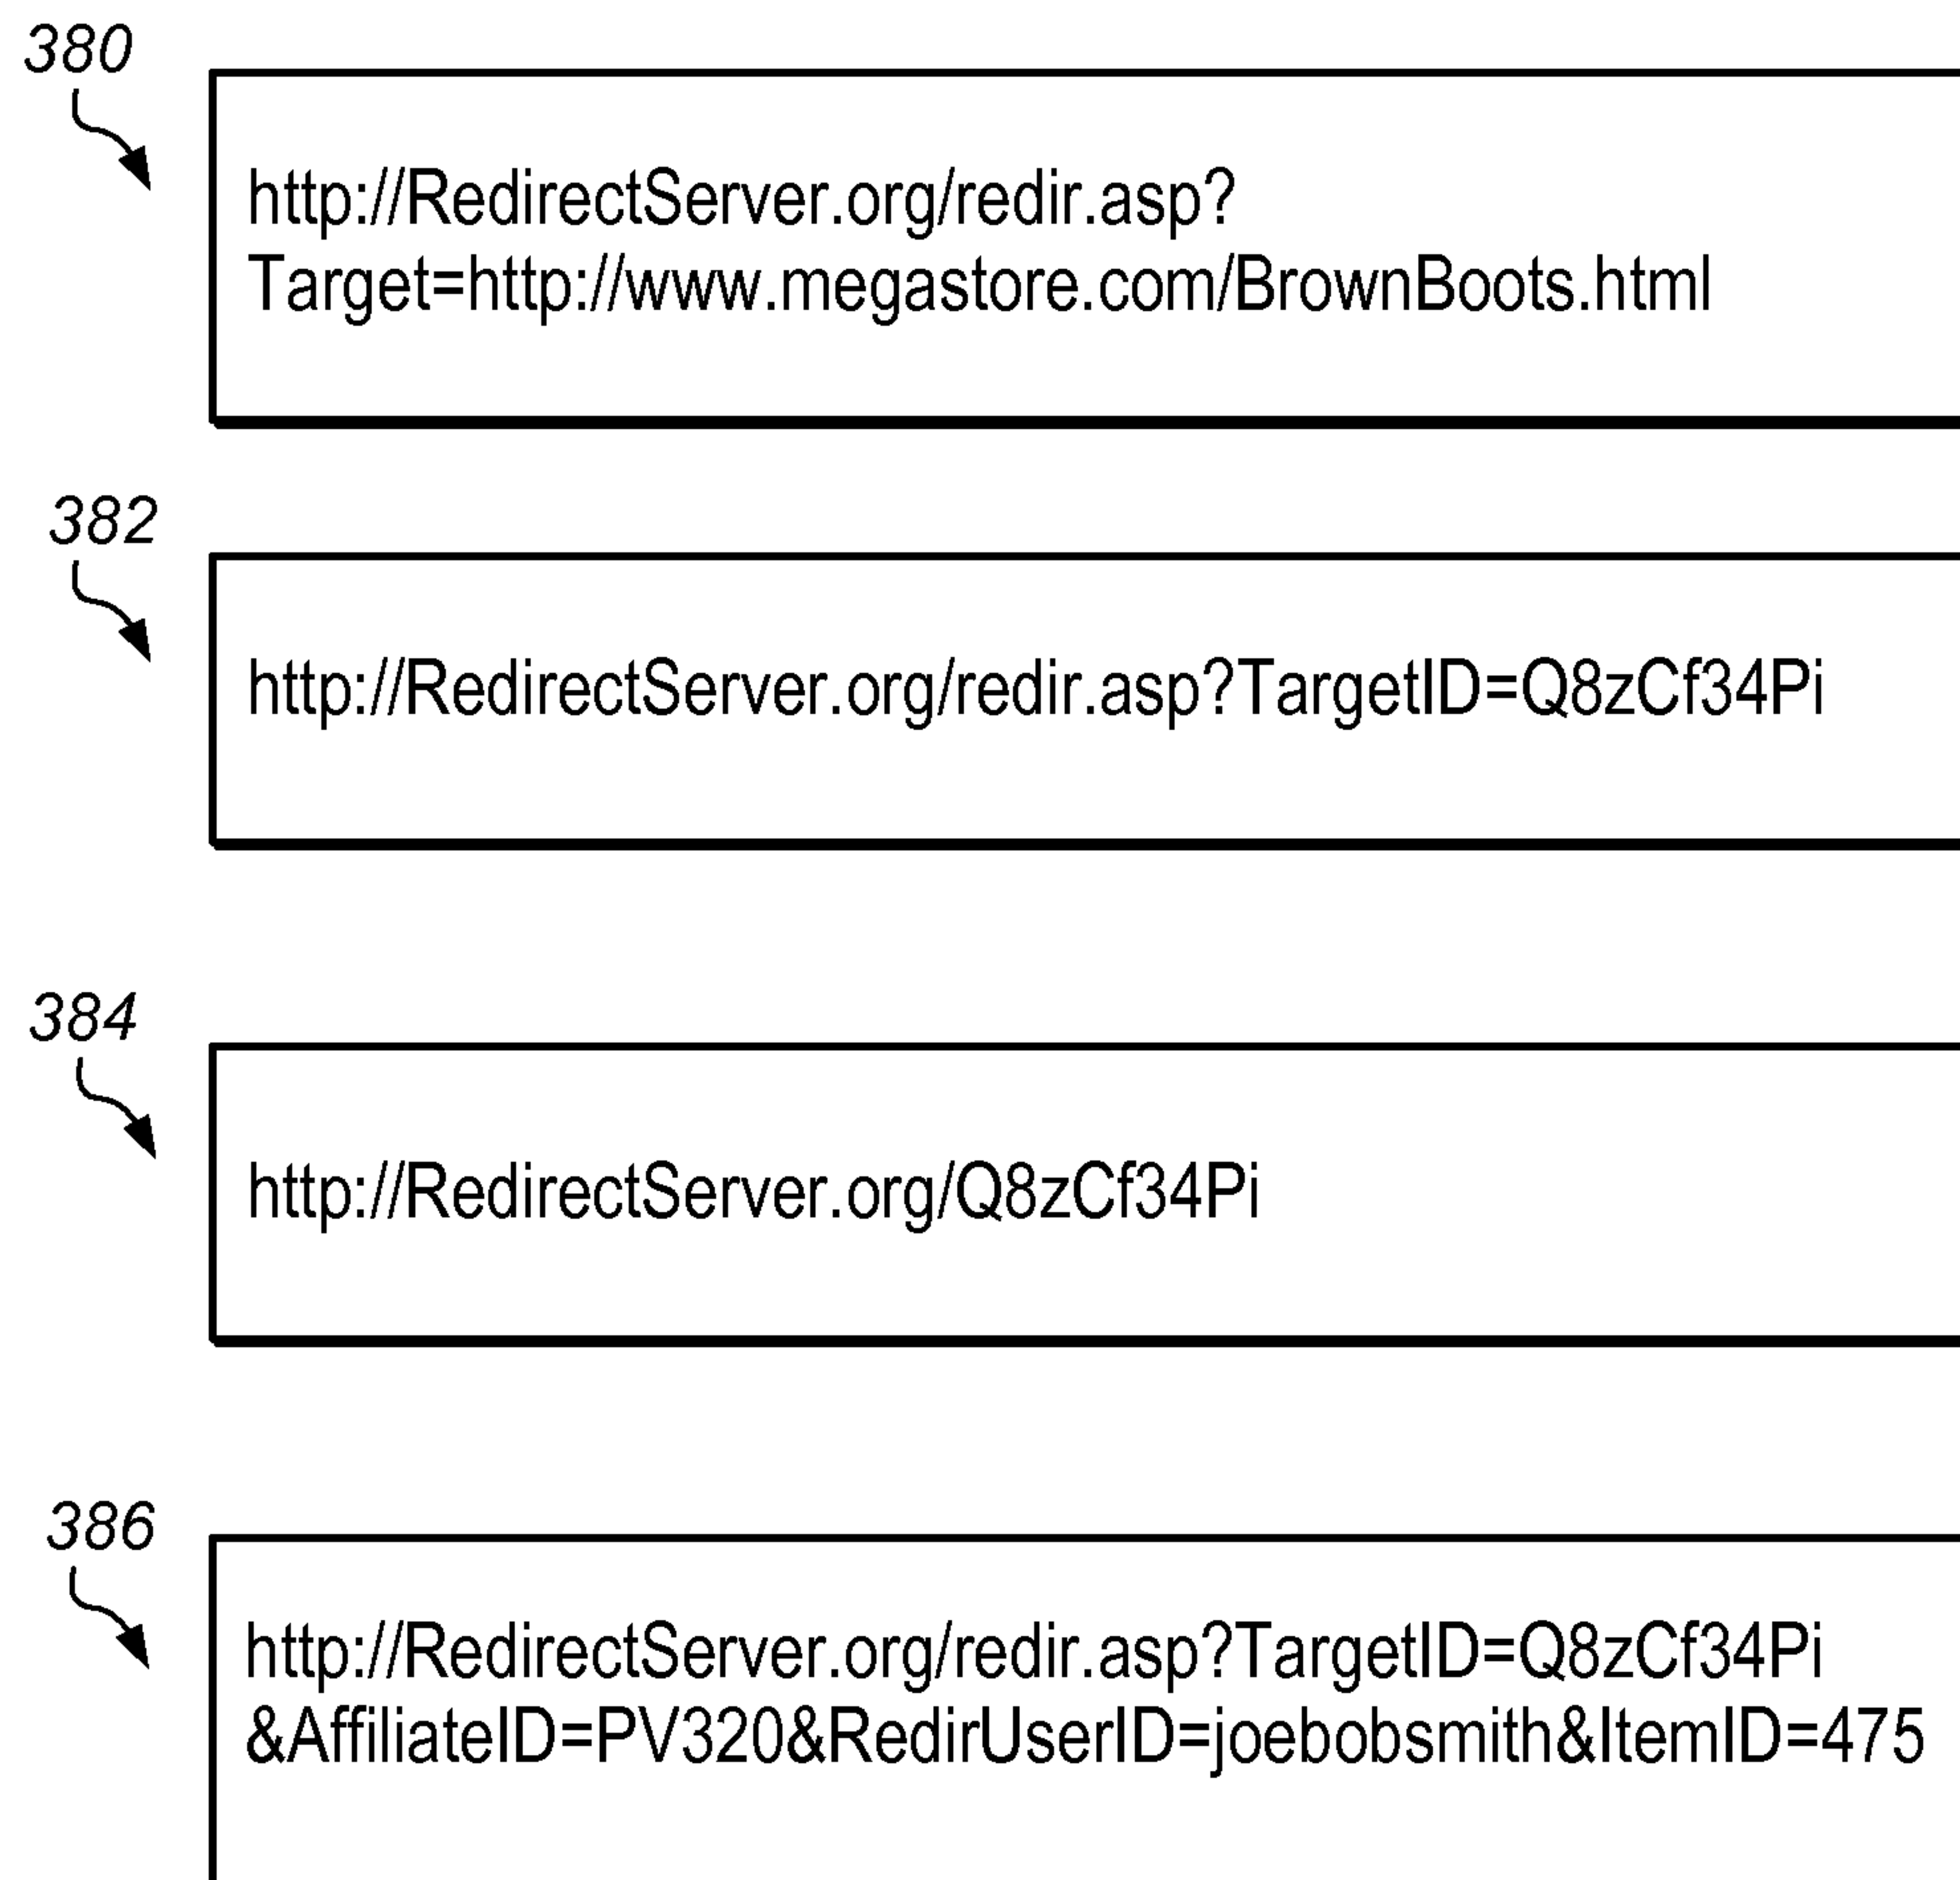 380
http://RedirectServer.org/redir.asp?
Target=http://www.megastore.com/BrownBoots.html
382
http://RedirectServer.org/redir.asp?TargetID=Q8zCf34Pi
384
http://RedirectServer.org/Q8zCf34Pi
386
http://RedirectServer.org/redir.asp?TargetID=Q8zCf34Pi
&AffiliateID=PV320&RedirUserID=joebobsmith&ItemID=475